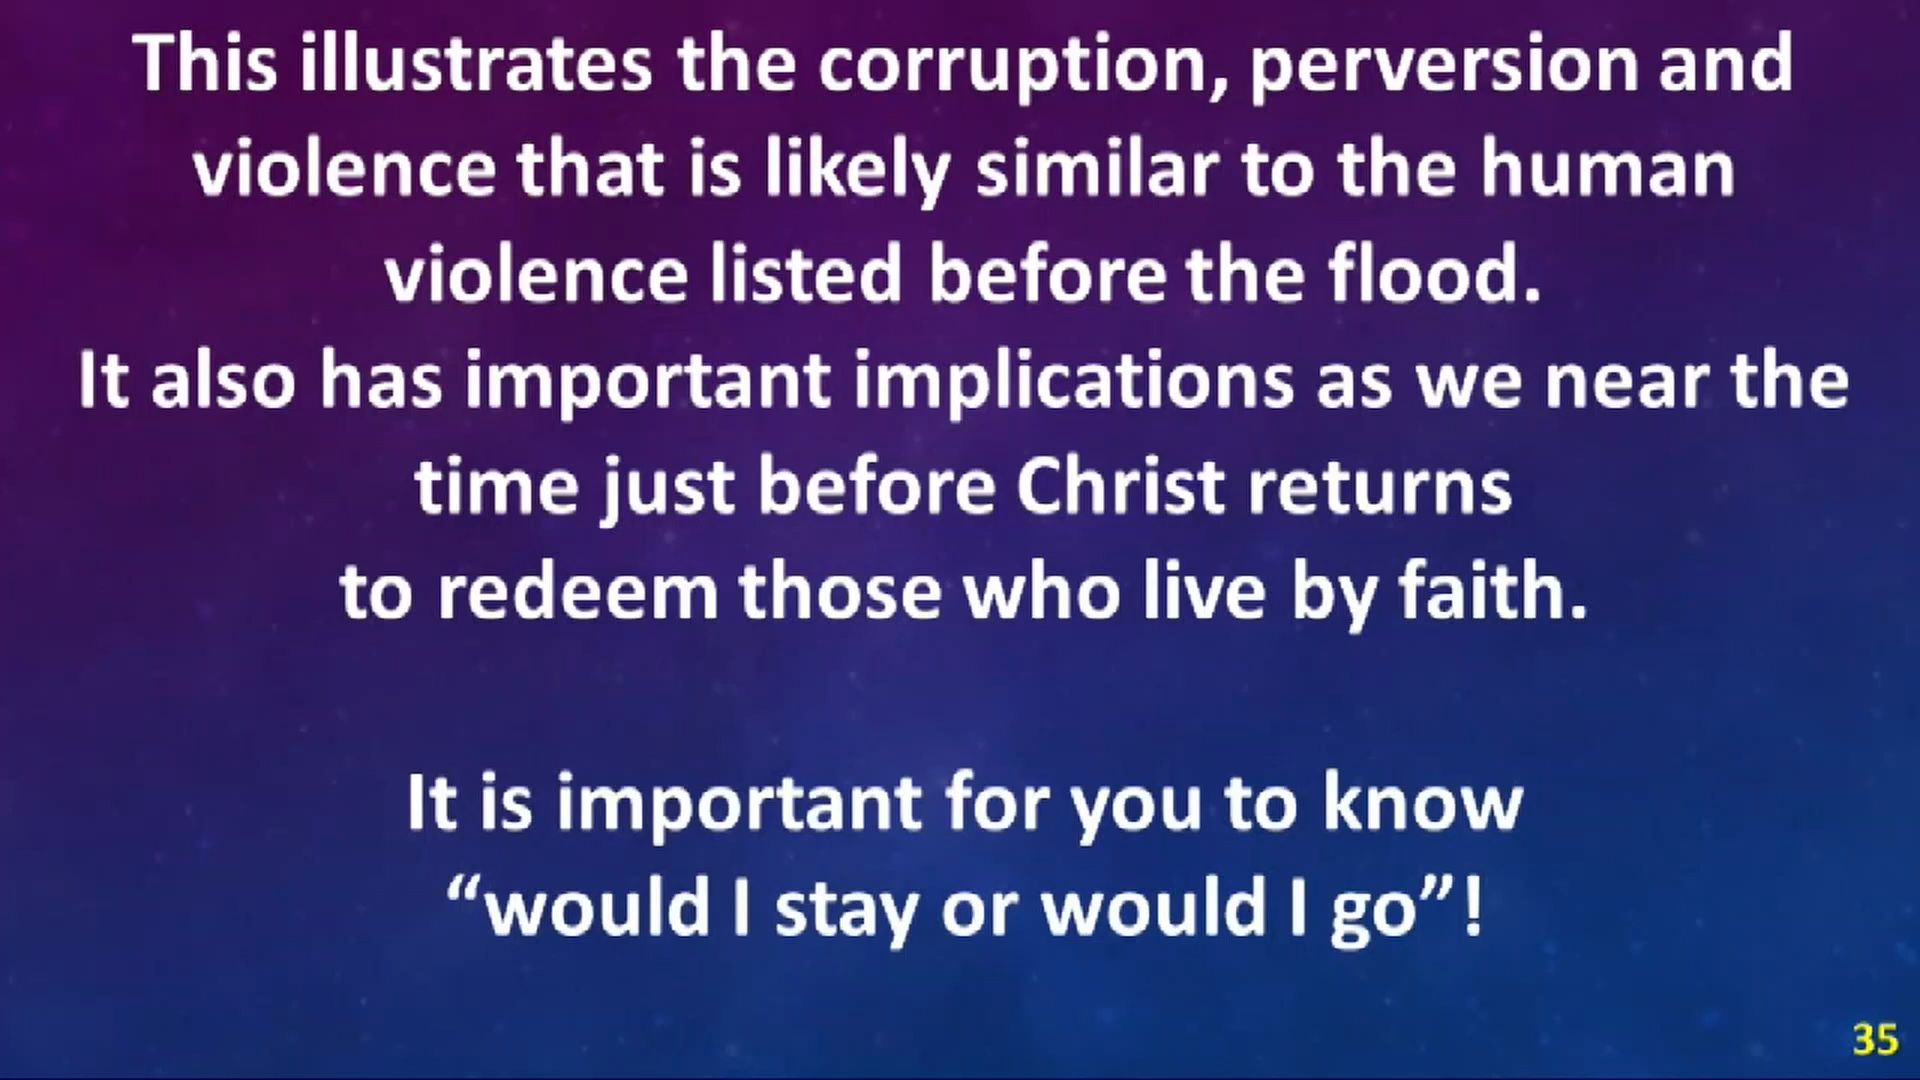 This illustrates the corruption, perversion and
violence that is likely similar to the human
violence listed before the flood.
It also has important implications as we near the
time just before Christ returns
to redeem those who live by faith.
It is important for you to know
“would I stay or would I go”!
35